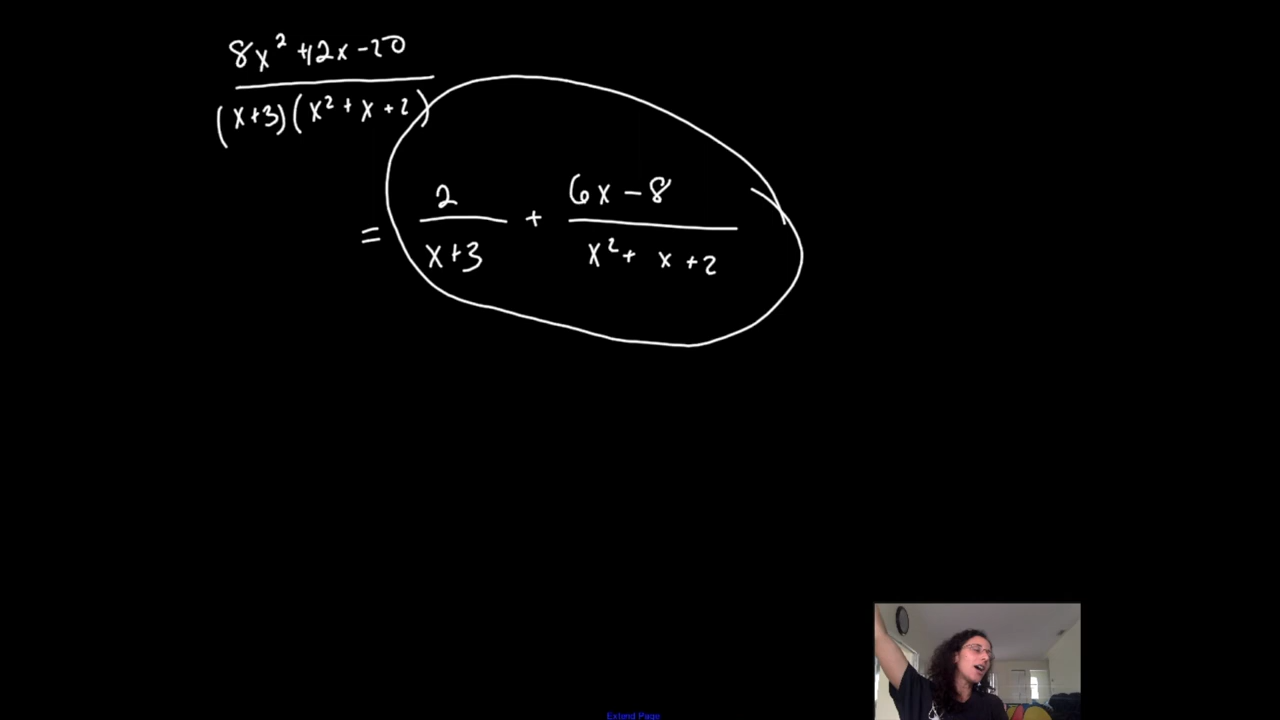 8x² +12x -20
(x+3)(x² + x + 2)
= 2 + 6x - 8
x+3 x² + x + 2
Extend Page